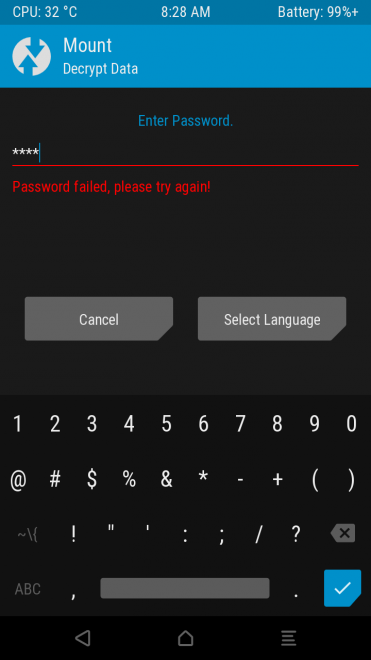 CPU: 32 °C 8:28 AM Battery: 99%+
Mount
Decrypt Data
Enter Password.
****
Password failed, please try again!
Cancel Select Language
1 2 3 4 5 6 7 8 9 0
@ # $ % & * - + ( )
~\{ ! " ' : ; / ?
ABC , .